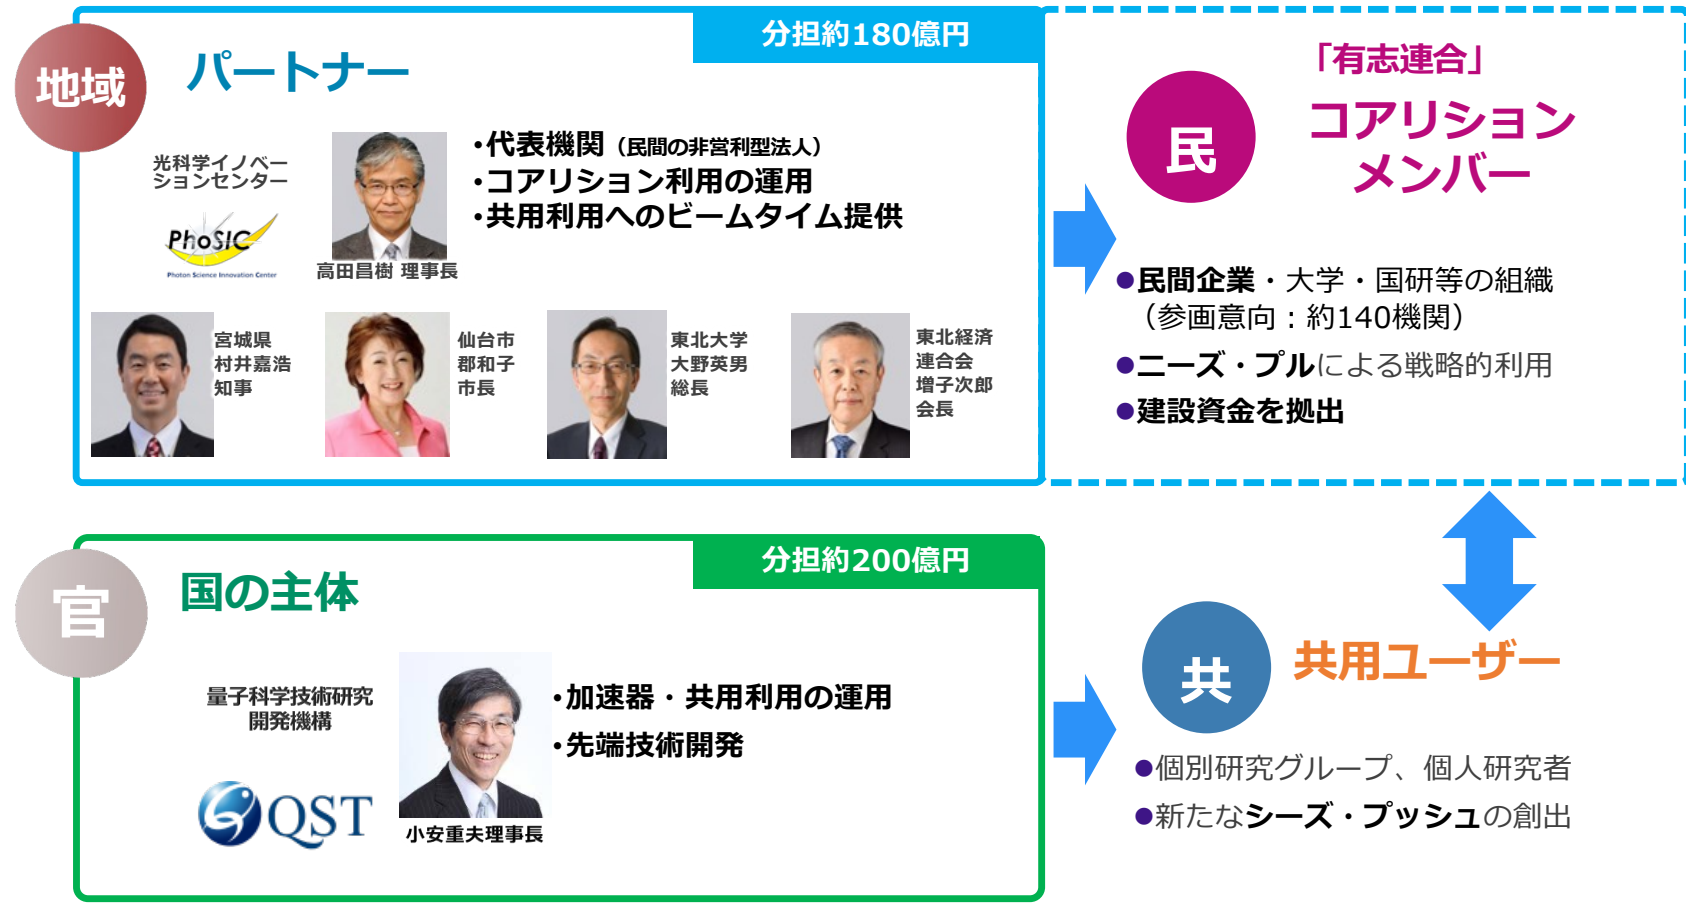 地域
パートナー
分担約180億円
光科学イノベー
ションセンター
PhoSIC
Photon Science Innovation Center
高田昌樹 理事長
・代表機関（民間の非営利型法人）
・コアリション利用の運用
・共用利用へのビームタイム提供
宮城県
村井嘉浩
知事
仙台市
郡和子
市長
東北大学
大野英男
総長
東北経済
連合会
増子次郎
会長
民
「有志連合」
コアリション
メンバー
●民間企業・大学・国研等の組織
（参画意向：約140機関）
●ニーズ・プルによる戦略的利用
●建設資金を拠出
官
国の主体
分担約200億円
量子科学技術研究
開発機構
QST
小安重夫理事長
・加速器・共用利用の運用
・先端技術開発
共
共用ユーザー
●個別研究グループ、個人研究者
●新たなシーズ・プッシュの創出